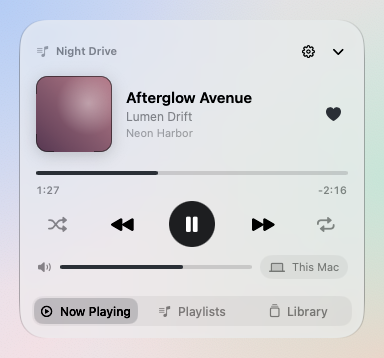 Night Drive
Afterglow Avenue
Lumen Drift
Neon Harbor
1:27
-2:16
This Mac
Now Playing
Playlists
Library